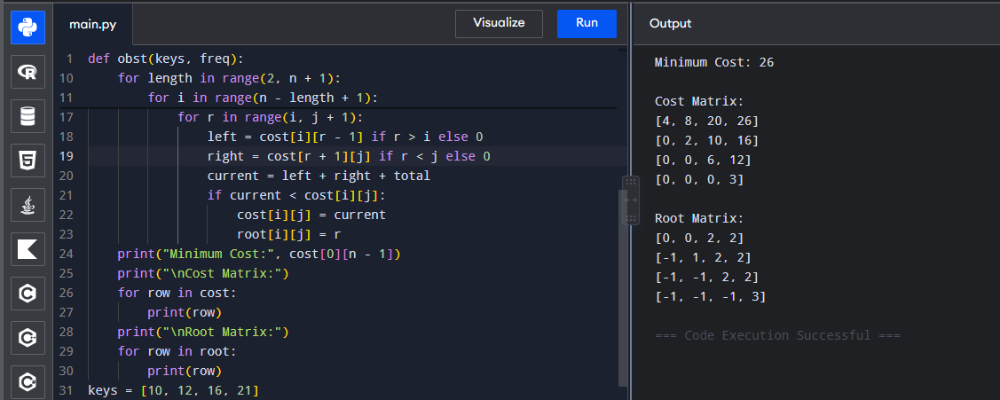 main.py
Visualize
Run
1 def obst(keys, freq):
10 for length in range(2, n + 1):
11 for i in range(n - length + 1):
17 for r in range(i, j + 1):
18 left = cost[i][r - 1] if r > i else 0
19 right = cost[r + 1][j] if r < j else 0
20 current = left + right + total
21 if current < cost[i][j]:
22 cost[i][j] = current
23 root[i][j] = r
24 print("Minimum Cost:", cost[0][n - 1])
25 print("\nCost Matrix:")
26 for row in cost:
27 print(row)
28 print("\nRoot Matrix:")
29 for row in root:
30 print(row)
31 keys = [10, 12, 16, 21]
Output
Minimum Cost: 26
Cost Matrix:
[4, 8, 20, 26]
[0, 2, 10, 16]
[0, 0, 6, 12]
[0, 0, 0, 3]
Root Matrix:
[0, 0, 2, 2]
[-1, 1, 2, 2]
[-1, -1, 2, 2]
[-1, -1, -1, 3]
=== Code Execution Successful ===